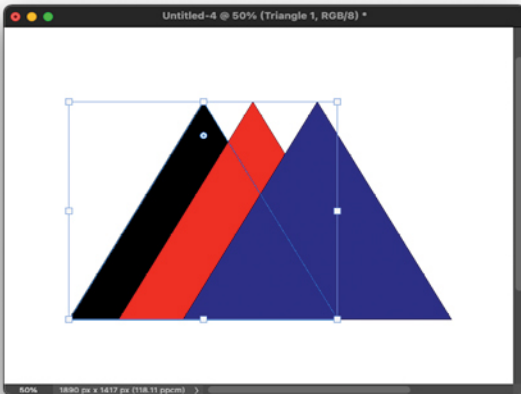 Untitled-4 @ 50% (Triangle 1, RGB/8) *
50% 1890 px x 1417 px (118.11 ppcm)